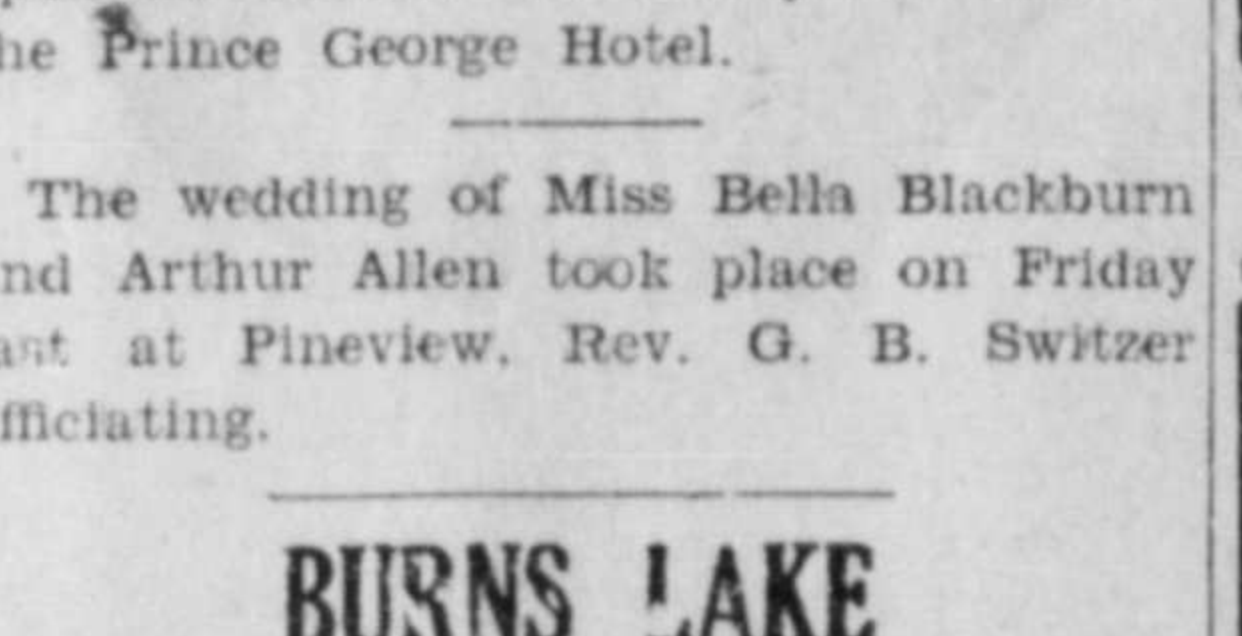 he Prince George Hotel.
The wedding of Miss Bella Blackburn
nd Arthur Allen took place on Friday
ast at Pineview, Rev. G. B. Switzer
fficiating.
BURNS LAKE